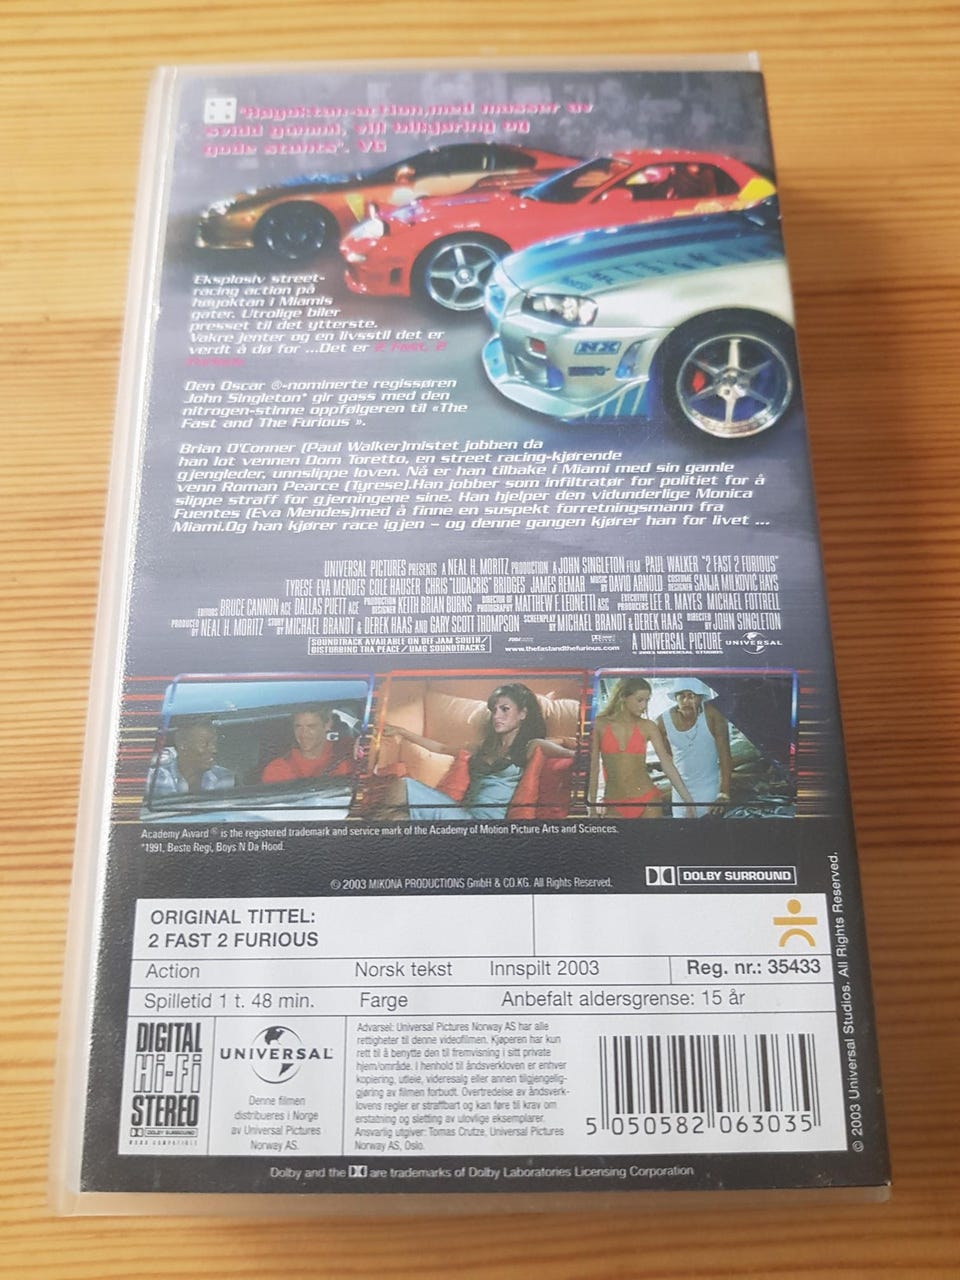 "Høyoktan-action, med masser av
svidd gummi, vill bilkjøring og
gode stunts". VG
Eksplosiv street-
racing action på
høyoktan i Miamis
gater. Utrolige biler
presset til det ytterste.
Vakre jenter og en livsstil det er
verdt å dø for ...Det er 2 Fast, 2
Furious
Den Oscar ®-nominerte regissøren
John Singleton* gir gass med den
nitrogen-stinne oppfølgeren til «The
Fast and The Furious ».
Brian O'Conner (Paul Walker)mistet jobben da
han lot vennen Dom Toretto, en street racing-kjørende
gjengleder, unnslippe loven. Nå er han tilbake i Miami med sin gamle
venn Roman Pearce (Tyrese).Han jobber som infiltratør for politiet for å
slippe straff for gjerningene sine. Han hjelper den vidunderlige Monica
Fuentes (Eva Mendes)med å finne en suspekt forretningsmann fra
Miami.Og han kjører race igjen – og denne gangen kjører han for livet ...
UNIVERSAL PICTURES PRESENTS A NEAL H. MORITZ PRODUCTION A JOHN SINGLETON FILM PAUL WALKER "2 FAST 2 FURIOUS"
TYRESE EVA MENDES COLE HAUSER CHRIS "LUDACRIS" BRIDGES JAMES REMAR MUSIC BY DAVID ARNOLD COSTUME DESIGNER SANJA MILKOVIC HAYS
EDITORS BRUCE CANNON ACE DALLAS PUETT ACE PRODUCTION DESIGNER KEITH BRIAN BURNS DIRECTOR OF PHOTOGRAPHY MATTHEW F. LEONETTI ASC EXECUTIVE PRODUCERS LEE R. MAYES MICHAEL FOTTRELL
PRODUCED BY NEAL H. MORITZ STORY BY MICHAEL BRANDT & DEREK HAAS AND GARY SCOTT THOMPSON SCREENPLAY BY MICHAEL BRANDT & DEREK HAAS DIRECTED BY JOHN SINGLETON
SOUNDTRACK AVAILABLE ON DEF JAM SOUTH/
DISTURBING THA PEACE / UMG SOUNDTRACKS
www.thefastandthefurious.com
A UNIVERSAL PICTURE
© 2003 UNIVERSAL STUDIOS
UNIVERSAL
Academy Award ® is the registered trademark and service mark of the Academy of Motion Picture Arts and Sciences.
*1991, Beste Regi, Boys N Da Hood.
© 2003 MIKONA PRODUCTIONS GmbH & CO.KG. All Rights Reserved.
DOLBY SURROUND
ORIGINAL TITTEL:
2 FAST 2 FURIOUS
Action Norsk tekst Innspilt 2003 Reg. nr.: 35433
Spilletid 1 t. 48 min. Farge Anbefalt aldersgrense: 15 år
DIGITAL
Hi-Fi
STEREO
DOLBY SURROUND
UNIVERSAL
Denne filmen
distribueres i Norge
av Universal Pictures
Norway AS.
Advarsel: Universal Pictures Norway AS har alle
rettigheter til denne videofilmen. Kjøperen har kun
rett til å benytte den til fremvisning i sitt private
hjem/område. I henhold til åndsverkloven er enhver
kopiering, utleie, videresalg eller annen tilgjengelig-
gjøring av filmen forbudt. Overtredelse av åndsverk-
lovens regler er straffbart og kan føre til krav om
erstatning og sletting av ulovlige eksemplarer.
Ansvarlig utgiver: Tomas Crutze, Universal Pictures
Norway AS, Oslo.
5 050582 063035
© 2003 Universal Studios. All Rights Reserved.
Dolby and the are trademarks of Dolby Laboratories Licensing Corporation